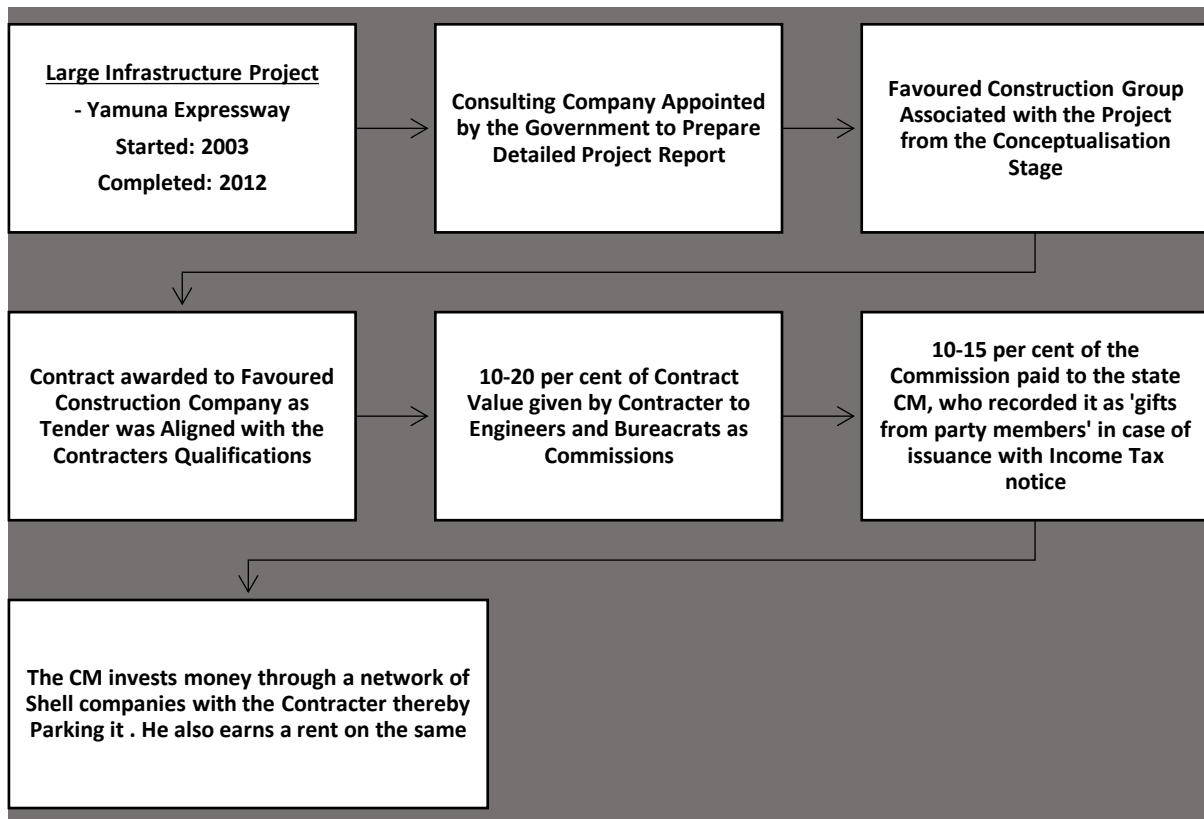 Large Infrastructure Project
- Yamuna Expressway
Started: 2003
Completed: 2012
Consulting Company Appointed
by the Government to Prepare
Detailed Project Report
Favoured Construction Group
Associated with the Project
from the Conceptualisation
Stage
Contract awarded to Favoured
Construction Company as
Tender was Aligned with the
Contracters Qualifications
10-20 per cent of Contract
Value given by Contracter to
Engineers and Bureacrats as
Commissions
10-15 per cent of the
Commission paid to the state
CM, who recorded it as 'gifts
from party members' in case of
issuance with Income Tax
notice
The CM invests money through a network of
Shell companies with the Contracter thereby
Parking it . He also earns a rent on the same